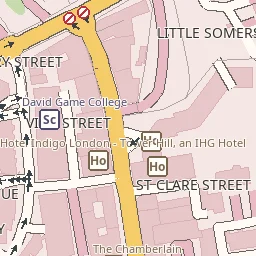 LITTLE SOMERS
Y STREET
David Game College
Sc
VI STREET
Ho
Hotel Indigo London - Tower Hill, an IHG Hotel
Ho
Ho
ST CLARE STREET
UE
Y
The Chamberlain